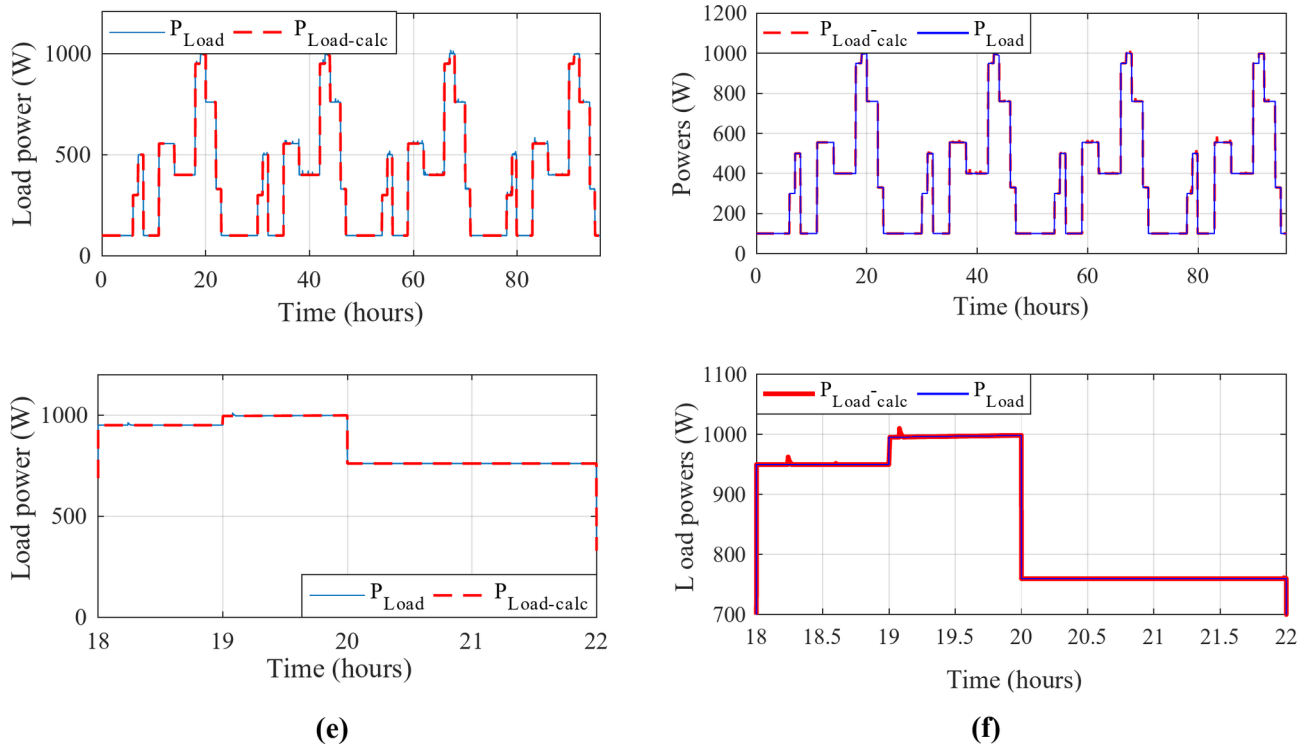 P_Load P_Load-calc
1000
500
0
Load power (W)
0 20 40 60 80
Time (hours)
P_Load-calc P_Load
1200
1000
800
600
400
200
0
Powers (W)
0 20 40 60 80
Time (hours)
1000
500
0
Load power (W)
P_Load P_Load-calc
18 19 20 21 22
Time (hours)
(e)
P_Load-calc P_Load
1100
1000
900
800
700
L oad powers (W)
18 18.5 19 19.5 20 20.5 21 21.5 22
Time (hours)
(f)